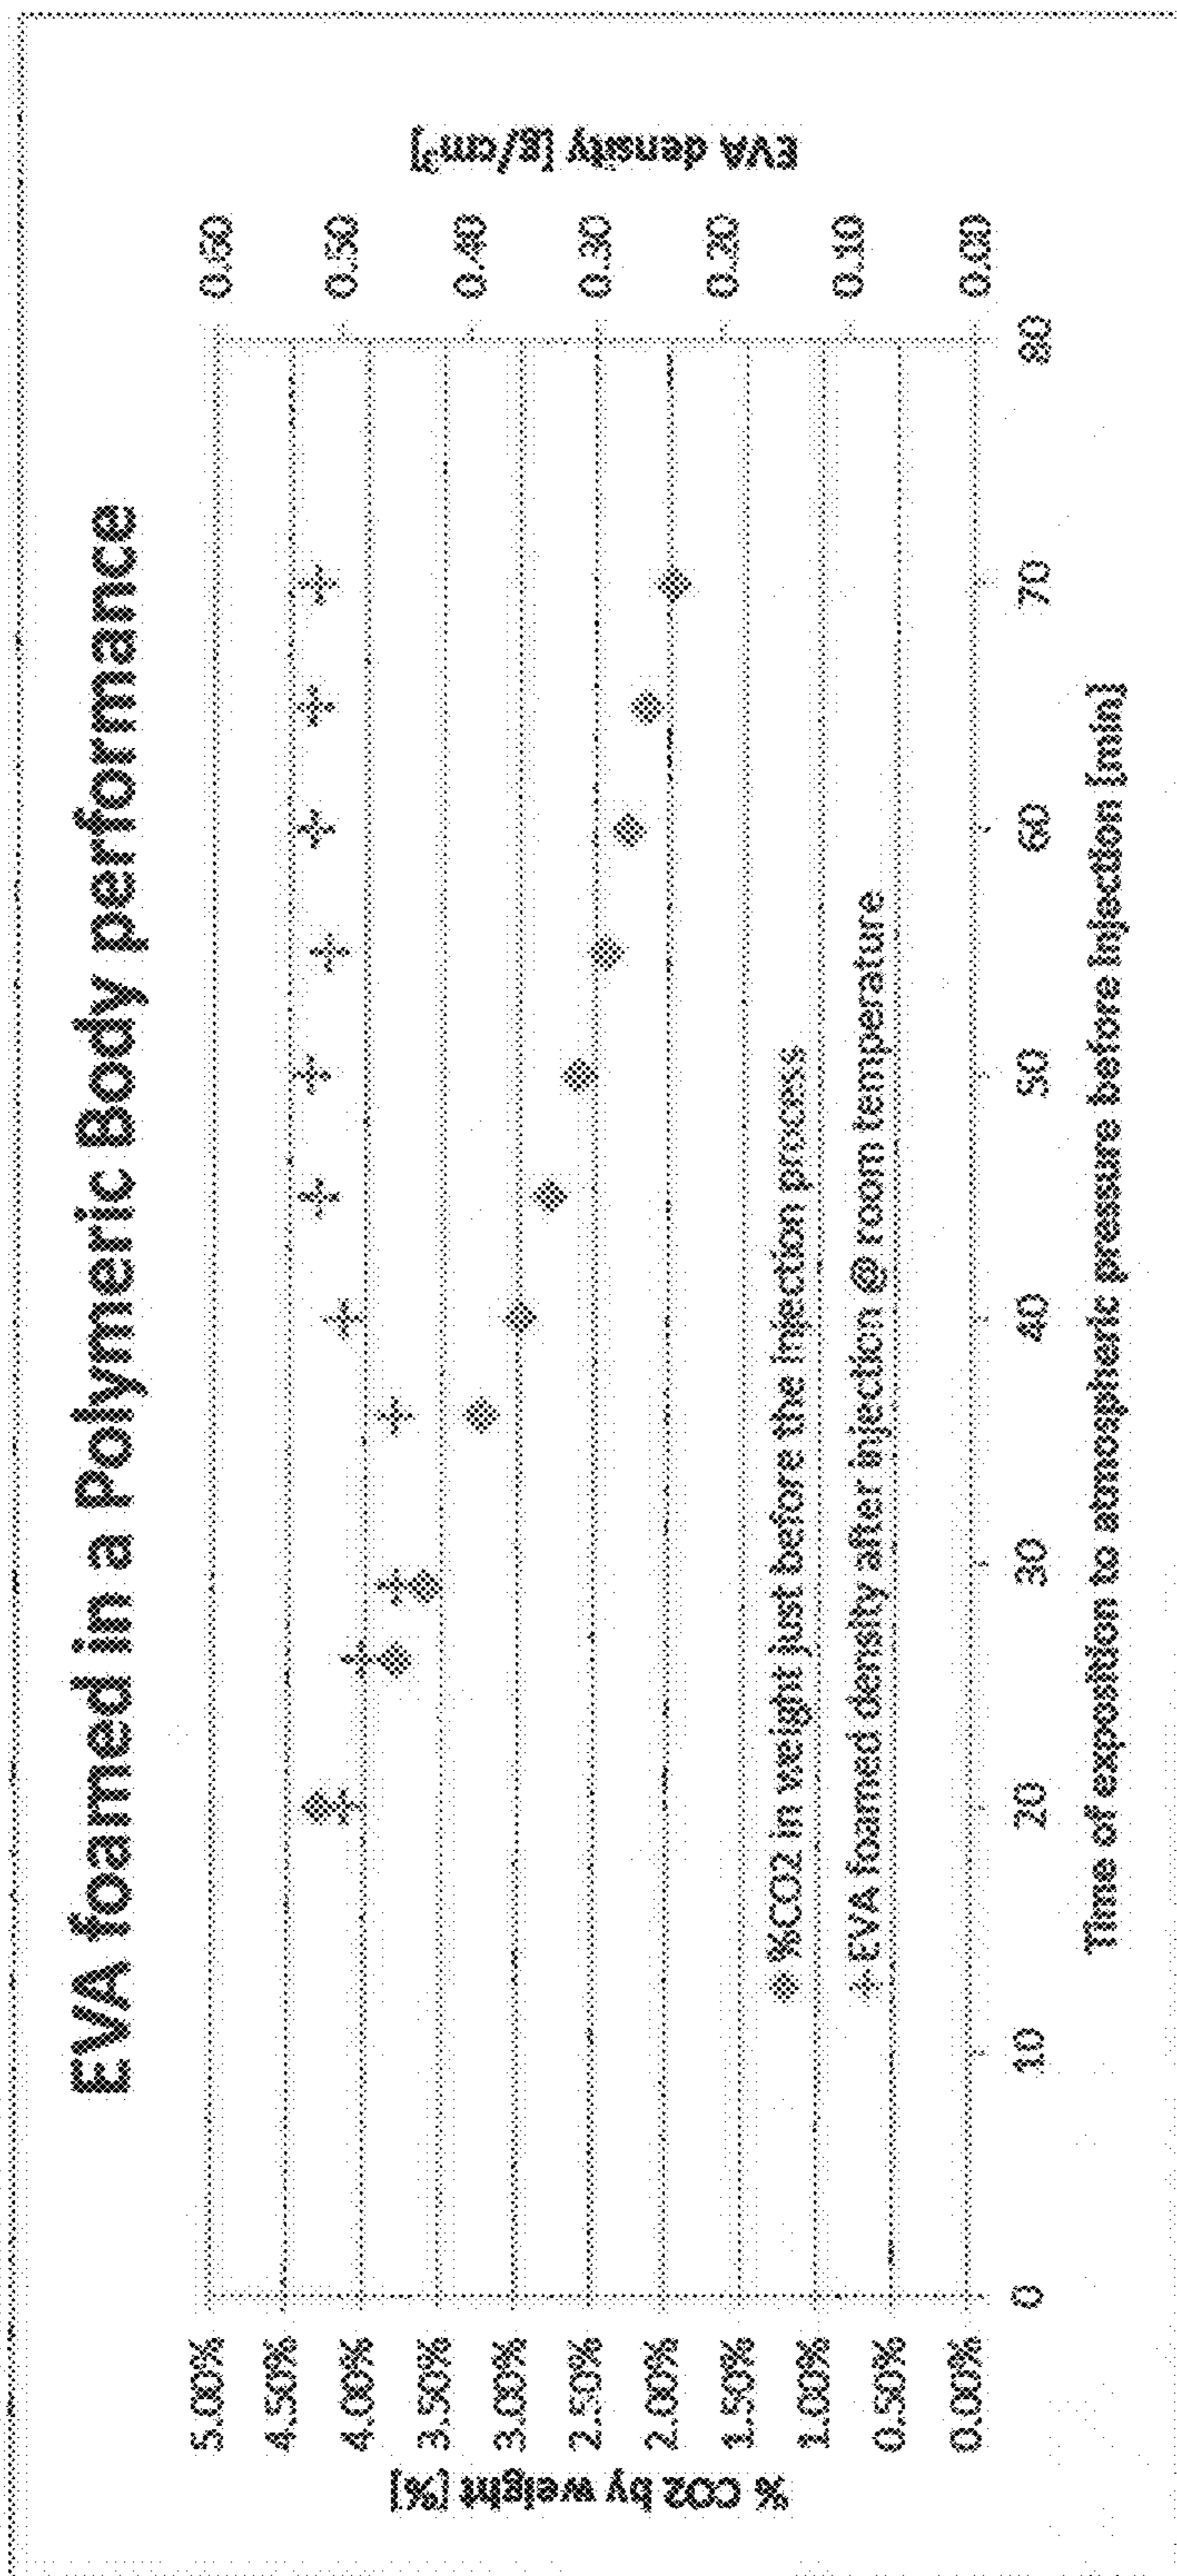 EVA foamed in a Polymeric Body performance
% CO2 by weight [%]
5.00%
4.50%
4.00%
3.50%
3.00%
2.50%
2.00%
1.50%
1.00%
0.50%
0.00%
EVA density [g/cm³]
0.60
0.50
0.40
0.30
0.20
0.10
0.00
%CO2 in weight just before the injection process
EVA foamed density after injection @ room temperature
0 10 20 30 40 50 60 70 80
Time of exposition to atmospheric pressure before Injection [min]